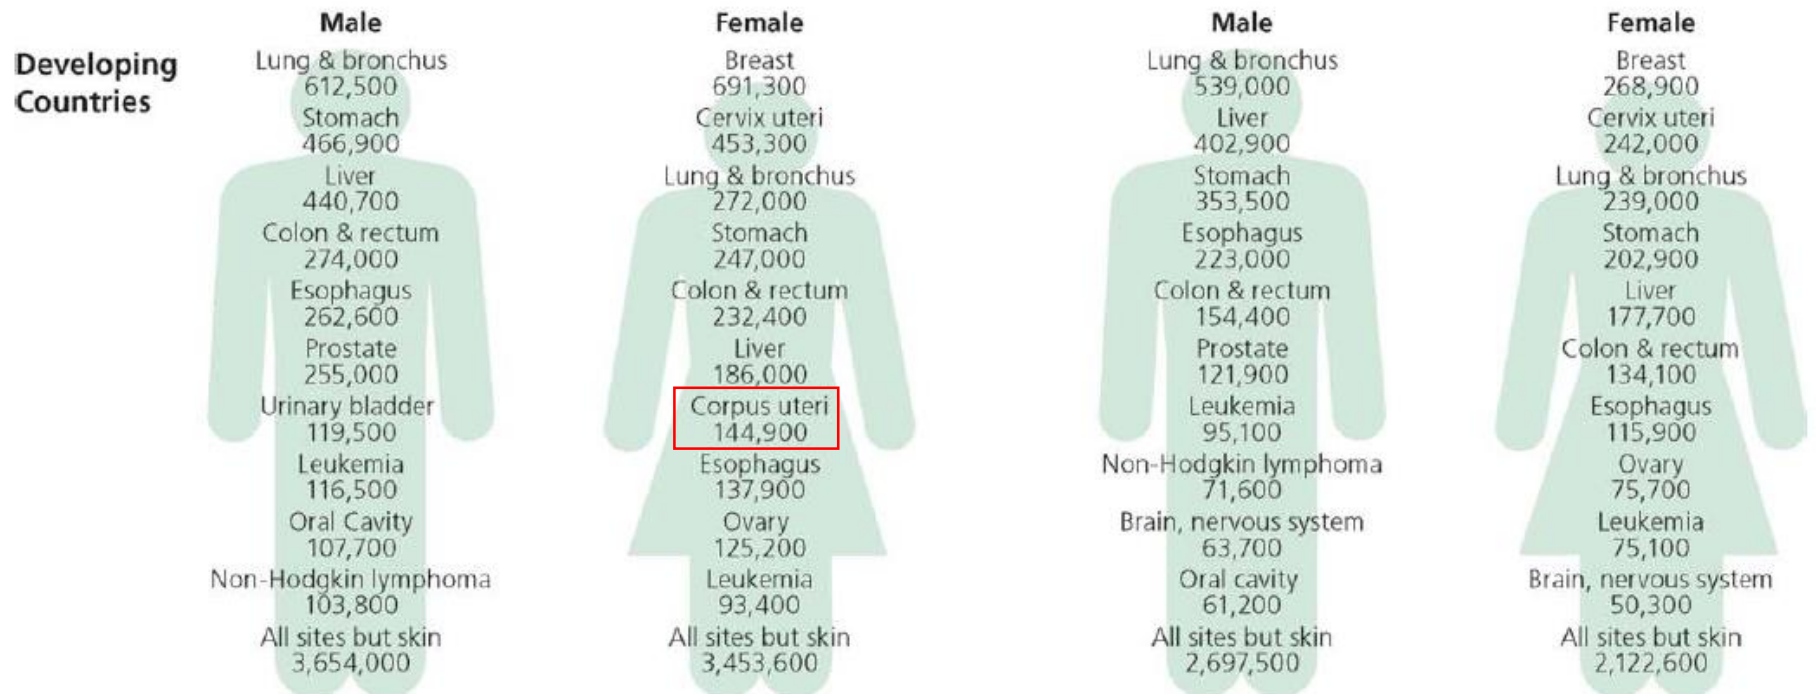 Developing
Countries
Male
Lung & bronchus
612,500
Stomach
466,900
Liver
440,700
Colon & rectum
274,000
Esophagus
262,600
Prostate
255,000
Urinary bladder
119,500
Leukemia
116,500
Oral Cavity
107,700
Non-Hodgkin lymphoma
103,800
All sites but skin
3,654,000
Female
Breast
691,300
Cervix uteri
453,300
Lung & bronchus
272,000
Stomach
247,000
Colon & rectum
232,400
Liver
186,000
Corpus uteri
144,900
Esophagus
137,900
Ovary
125,200
Leukemia
93,400
All sites but skin
3,453,600
Male
Lung & bronchus
539,000
Liver
402,900
Stomach
353,500
Esophagus
223,000
Colon & rectum
154,400
Prostate
121,900
Leukemia
95,100
Non-Hodgkin lymphoma
71,600
Brain, nervous system
63,700
Oral cavity
61,200
All sites but skin
2,697,500
Female
Breast
268,900
Cervix uteri
242,000
Lung & bronchus
239,000
Stomach
202,900
Liver
177,700
Colon & rectum
134,100
Esophagus
115,900
Ovary
75,700
Leukemia
75,100
Brain, nervous system
50,300
All sites but skin
2,122,600